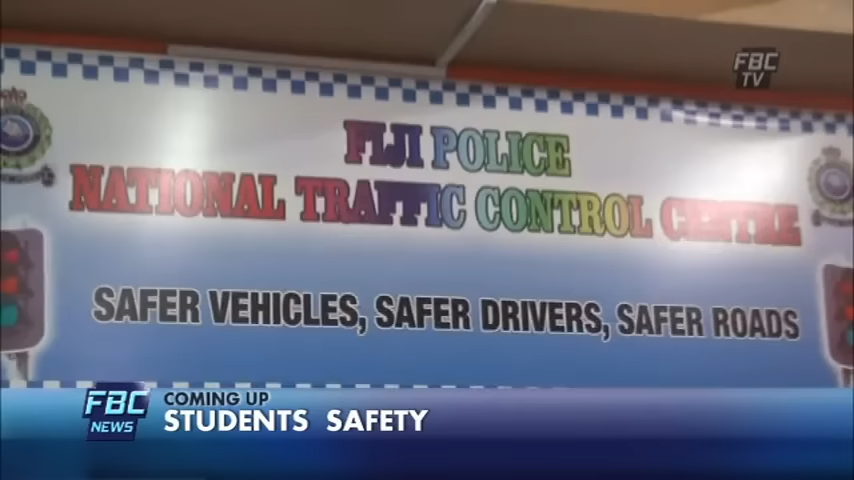 FBC
TV
FIJI POLICE
NATIONAL TRAFFIC CONTROL CENTRE
SAFER VEHICLES, SAFER DRIVERS, SAFER ROADS
FBC
NEWS
COMING UP
STUDENTS SAFETY